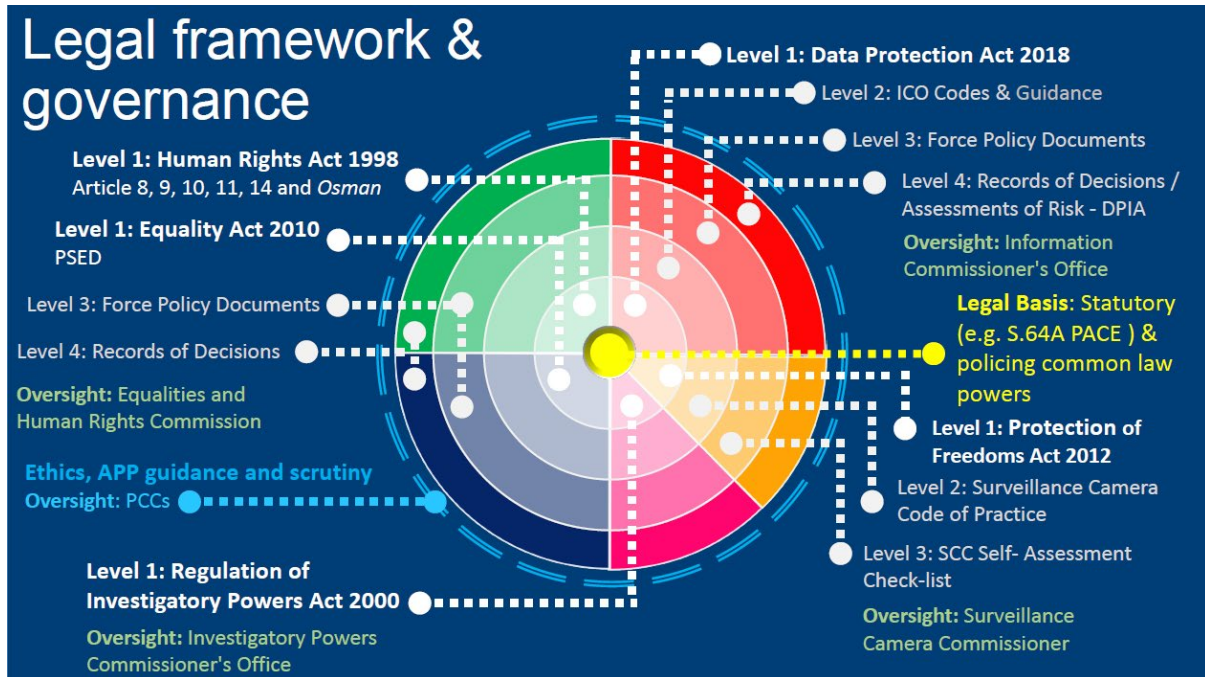 Legal framework &
governance
Level 1: Human Rights Act 1998
Article 8, 9, 10, 11, 14 and Osman
Level 1: Equality Act 2010
PSED
Level 3: Force Policy Documents
Level 4: Records of Decisions
Oversight: Equalities and
Human Rights Commission
Ethics, APP guidance and scrutiny
Oversight: PCCs
Level 1: Regulation of
Investigatory Powers Act 2000
Oversight: Investigatory Powers
Commissioner's Office
Level 1: Data Protection Act 2018
Level 2: ICO Codes & Guidance
Level 3: Force Policy Documents
Level 4: Records of Decisions /
Assessments of Risk - DPIA
Oversight: Information
Commissioner's Office
Legal Basis: Statutory
(e.g. S.64A PACE ) &
policing common law
powers
Level 1: Protection of
Freedoms Act 2012
Level 2: Surveillance Camera
Code of Practice
Level 3: SCC Self- Assessment
Check-list
Oversight: Surveillance
Camera Commissioner